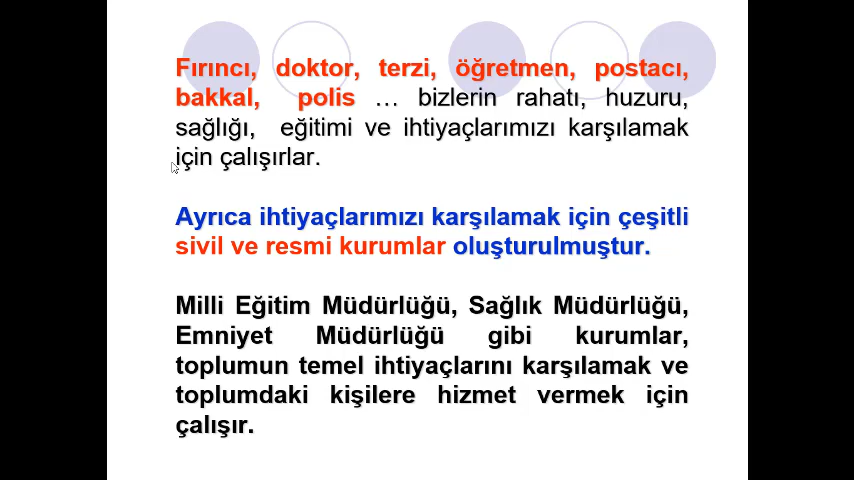 Fırıncı, doktor, terzi, öğretmen, postacı,
bakkal, polis … bizlerin rahatı, huzuru,
sağlığı, eğitimi ve ihtiyaçlarımızı karşılamak
için çalışırlar.
Ayrıca ihtiyaçlarımızı karşılamak için çeşitli
sivil ve resmi kurumlar oluşturulmuştur.
Milli Eğitim Müdürlüğü, Sağlık Müdürlüğü,
Emniyet Müdürlüğü gibi kurumlar,
toplumun temel ihtiyaçlarını karşılamak ve
toplumdaki kişilere hizmet vermek için
çalışır.